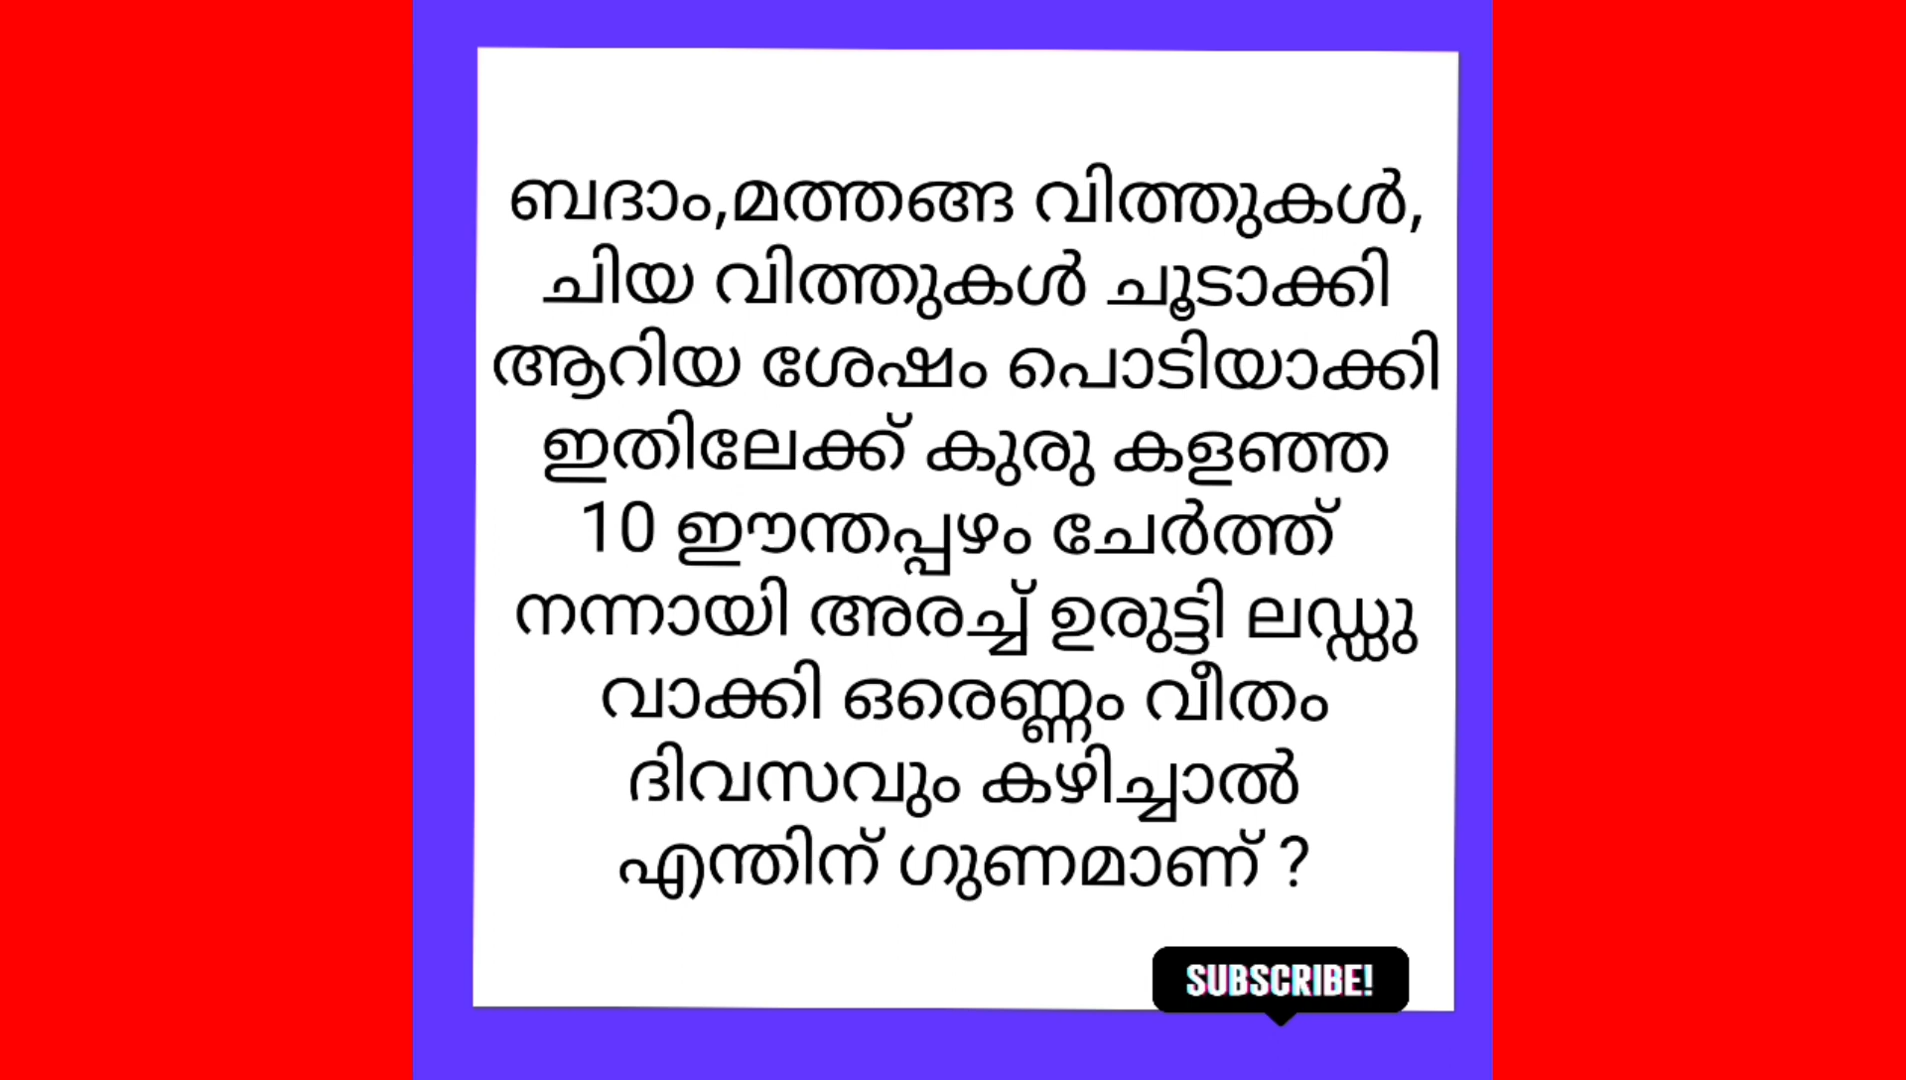 ബദാം,മത്തങ്ങ വിത്തുകൾ,
ചിയ വിത്തുകൾ ചൂടാക്കി
ആറിയ ശേഷം പൊടിയാക്കി
ഇതിലേക്ക് കുരു കളഞ്ഞ
10 ഈന്തപ്പഴം ചേർത്ത്
നന്നായി അരച്ച് ഉരുട്ടി ലഡ്ഡു
വാക്കി ഒരെണ്ണം വീതം
ദിവസവും കഴിച്ചാൽ
എന്തിന് ഗുണമാണ് ?
SUBSCRIBE!